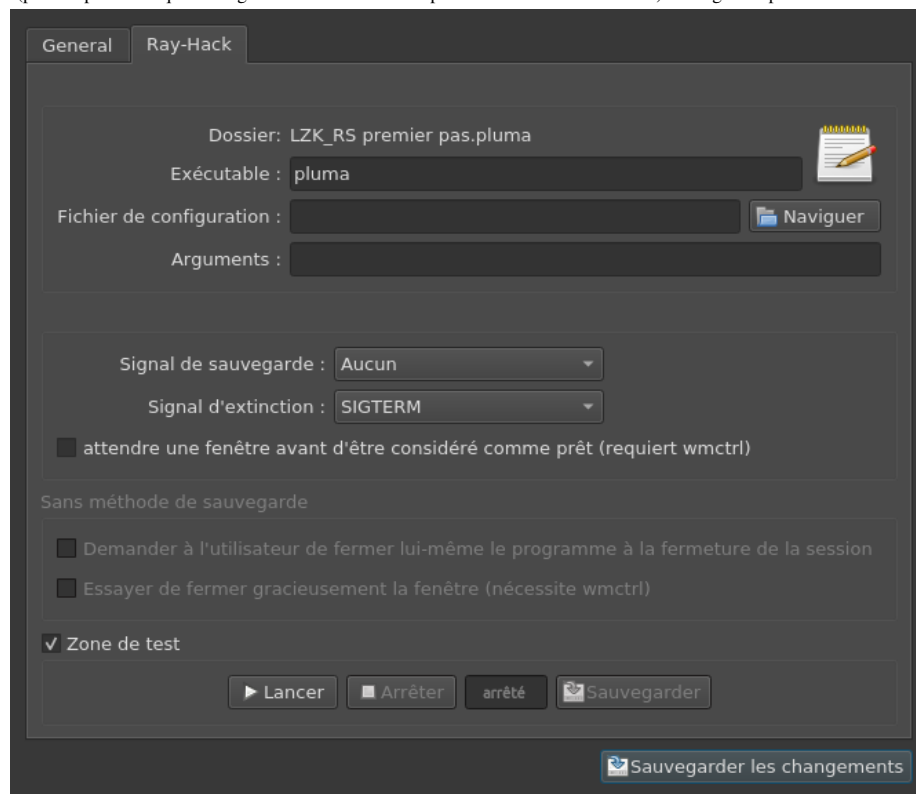 General Ray-Hack
Dossier: LZK_RS premier pas.pluma
Exécutable : pluma
Fichier de configuration : Naviguer
Arguments :
Signal de sauvegarde : Aucun
Signal d'extinction : SIGTERM
attendre une fenêtre avant d'être considéré comme prêt (requiert wmctrl)
Sans méthode de sauvegarde
Demander à l'utilisateur de fermer lui-même le programme à la fermeture de la session
Essayer de fermer gracieusement la fenêtre (nécessite wmctrl)
Zone de test
Lancer Arrêter arrêté Sauvegarder
Sauvegarder les changements